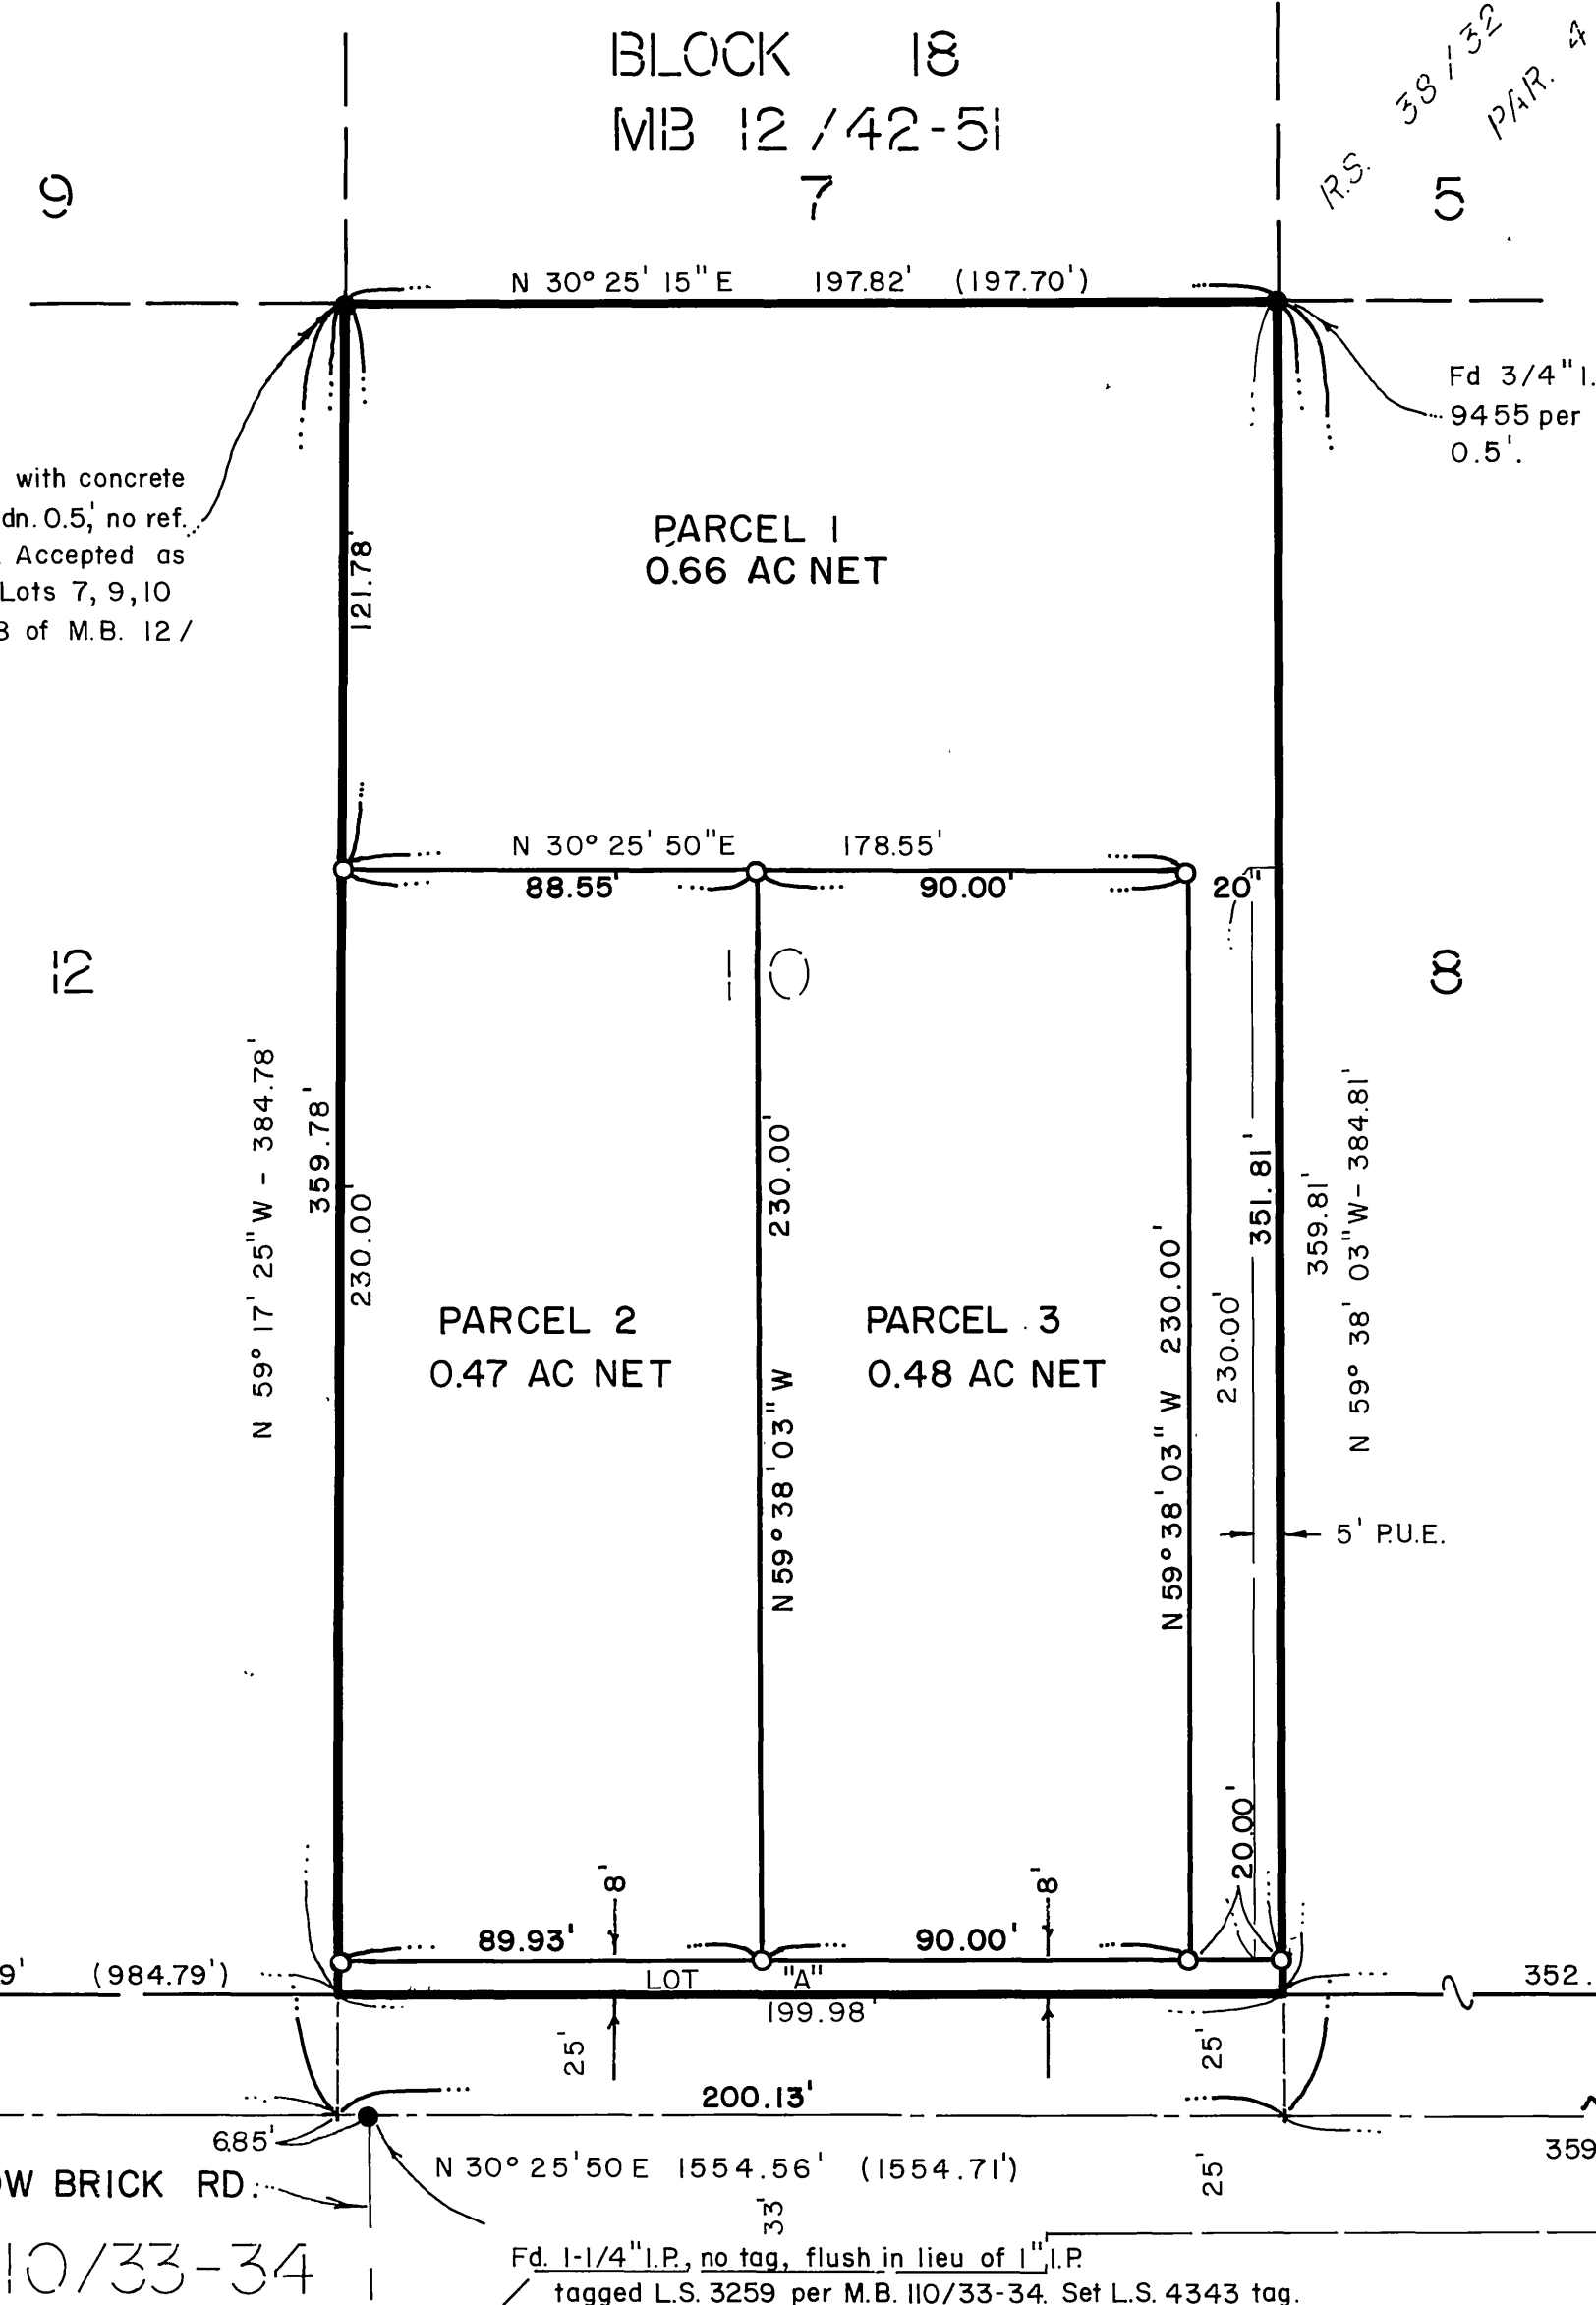 BLOCK 18
MB 12 / 42-51
R.S. 38 / 32
PAR. 4
9
7
5
N 30° 25' 15" E 197.82' (197.70')
Fd 3/4" I.
9455 per
0.5'.
with concrete
dn. 0.5', no ref.
Accepted as
Lots 7, 9, 10
of M.B. 12 /
121.78'
PARCEL 1
0.66 AC NET
N 30° 25' 50" E 178.55'
88.55'
90.00'
20"
12
10
8
N 59° 17' 25" W - 384.78'
359.78'
230.00'
230.00'
N 59° 38' 03" W
N 59° 38' 03" W 230.00'
230.00'
351.81'
359.81'
N 59° 38' 03" W - 384.81'
PARCEL 2
0.47 AC NET
PARCEL 3
0.48 AC NET
5' P.U.E.
20.00'
8'
8'
89.93'
90.00'
9' (984.79')
LOT "A"
352.
199.98'
25'
25'
200.13'
6.85'
N 30° 25' 50 E 1554.56' (1554.71')
359
OW BRICK RD.
25'
33'
110/33-34
Fd. 1-1/4" I.P., no tag, flush in lieu of 1" I.P.
tagged L.S. 3259 per M.B. 110/33-34. Set L.S. 4343 tag.